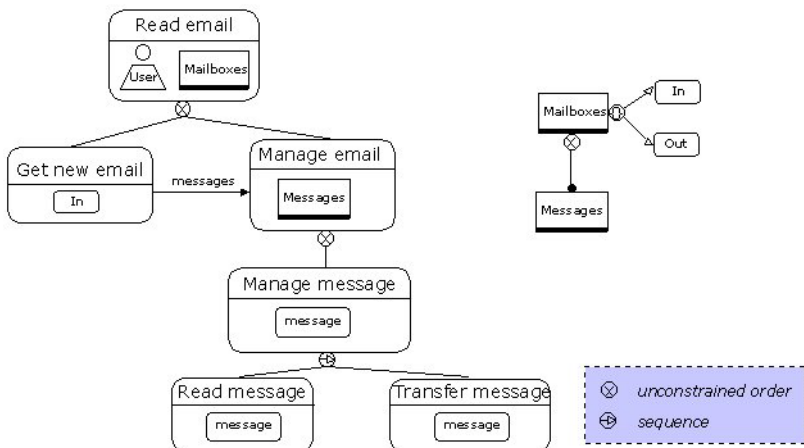 Read email
User
Mailboxes
Get new email
In
messages
Manage email
Messages
Manage message
message
Read message
message
Transfer message
message
Mailboxes
In
Out
Messages
unconstrained order
sequence